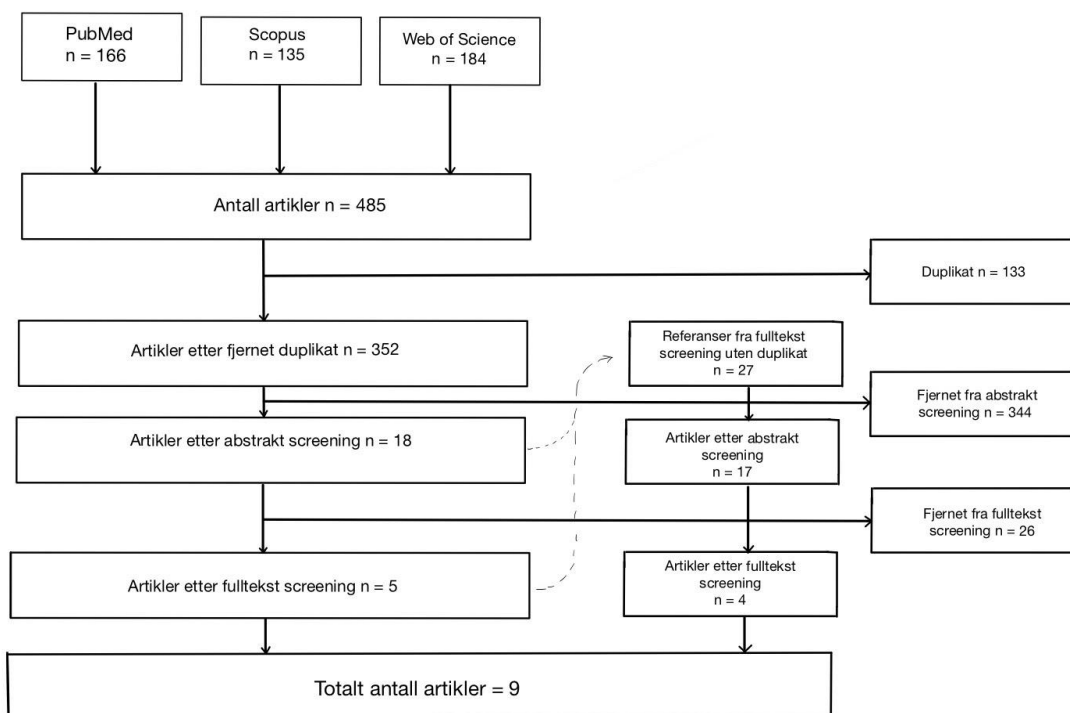 PubMed
n = 166
Scopus
n = 135
Web of Science
n = 184
Antall artikler n = 485
Duplikat n = 133
Artikler etter fjernet duplikat n = 352
Referanser fra fulltekst
screening uten duplikat
n = 27
Fjernet fra abstrakt
screening n = 344
Artikler etter abstrakt screening n = 18
Artikler etter abstrakt
screening
n = 17
Fjernet fra fulltekst
screening n = 26
Artikler etter fulltekst screening n = 5
Artikler etter fulltekst
screening
n = 4
Totalt antall artikler = 9